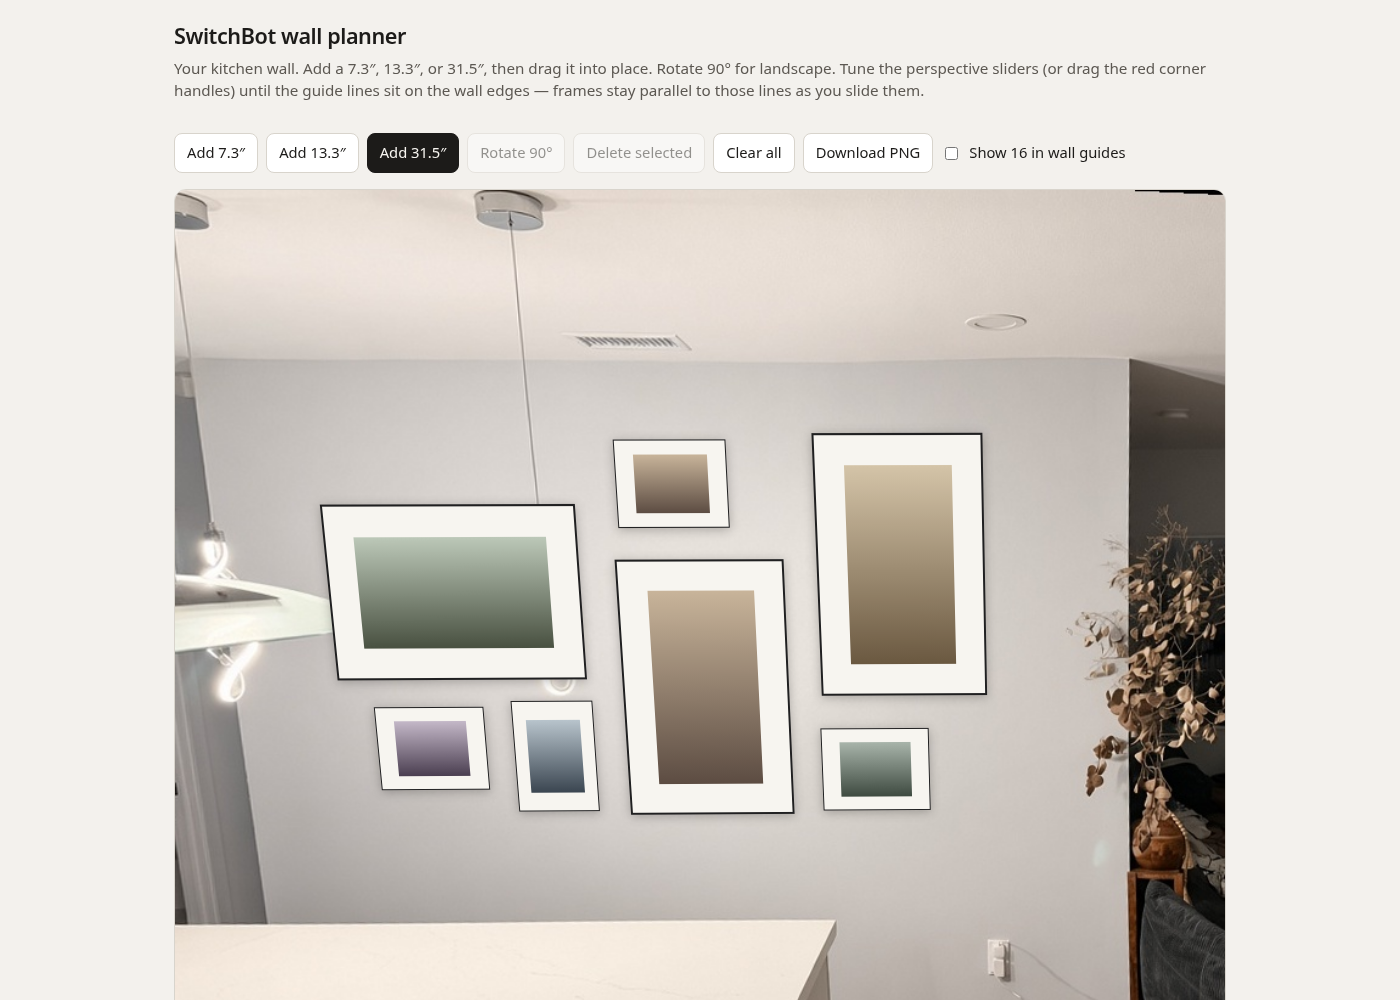 SwitchBot wall planner
Your kitchen wall. Add a 7.3″, 13.3″, or 31.5″, then drag it into place. Rotate 90° for landscape. Tune the perspective sliders (or drag the red corner
handles) until the guide lines sit on the wall edges — frames stay parallel to those lines as you slide them.
Add 7.3″ Add 13.3″ Add 31.5″ Rotate 90° Delete selected Clear all Download PNG Show 16 in wall guides